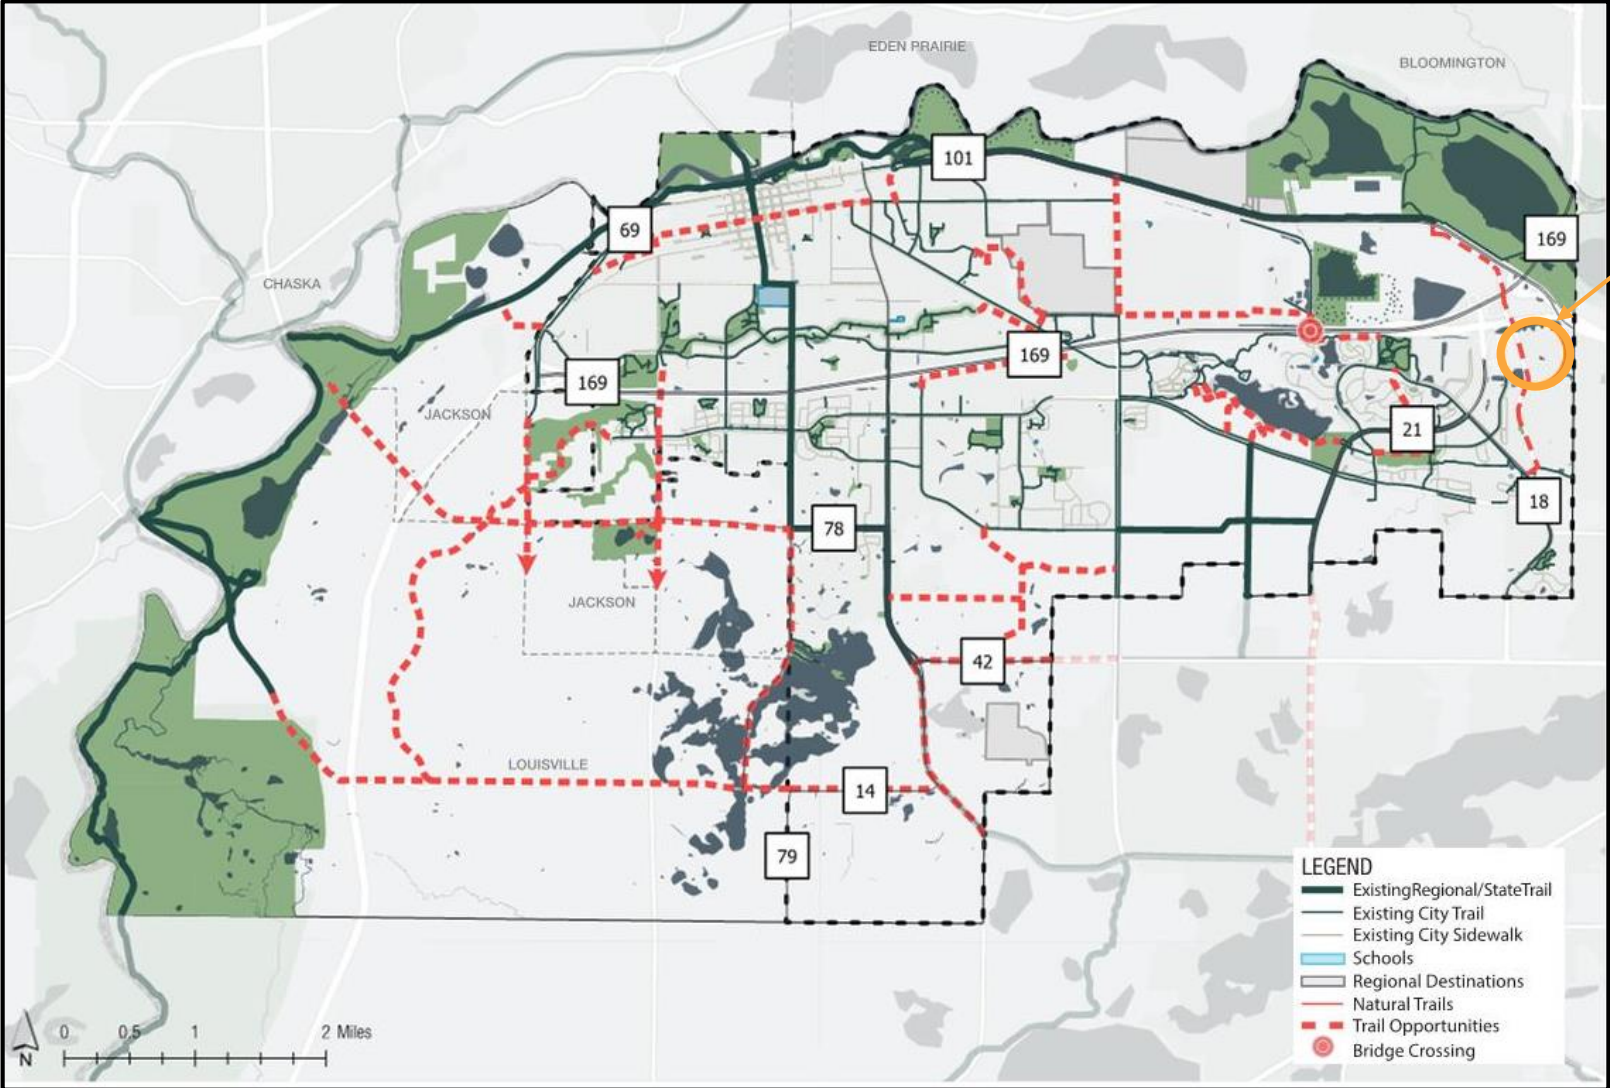 EDEN PRAIRIE
BLOOMINGTON
101
69
169
CHASKA
169
169
JACKSON
21
18
78
JACKSON
42
LOUISVILLE
14
79
LEGEND
ExistingRegional/StateTrail
Existing City Trail
Existing City Sidewalk
Schools
Regional Destinations
Natural Trails
Trail Opportunities
Bridge Crossing
0 0.5 1 2 Miles
N